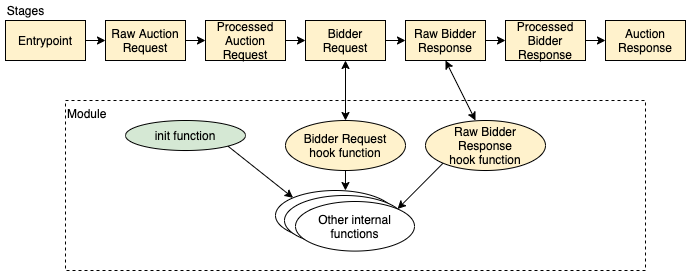 Stages
Entrypoint
Raw Auction
Request
Processed
Auction
Request
Bidder
Request
Raw Bidder
Response
Processed
Bidder
Response
Auction
Response
Module
init function
Bidder Request
hook function
Raw Bidder
Response
hook function
Other internal
functions